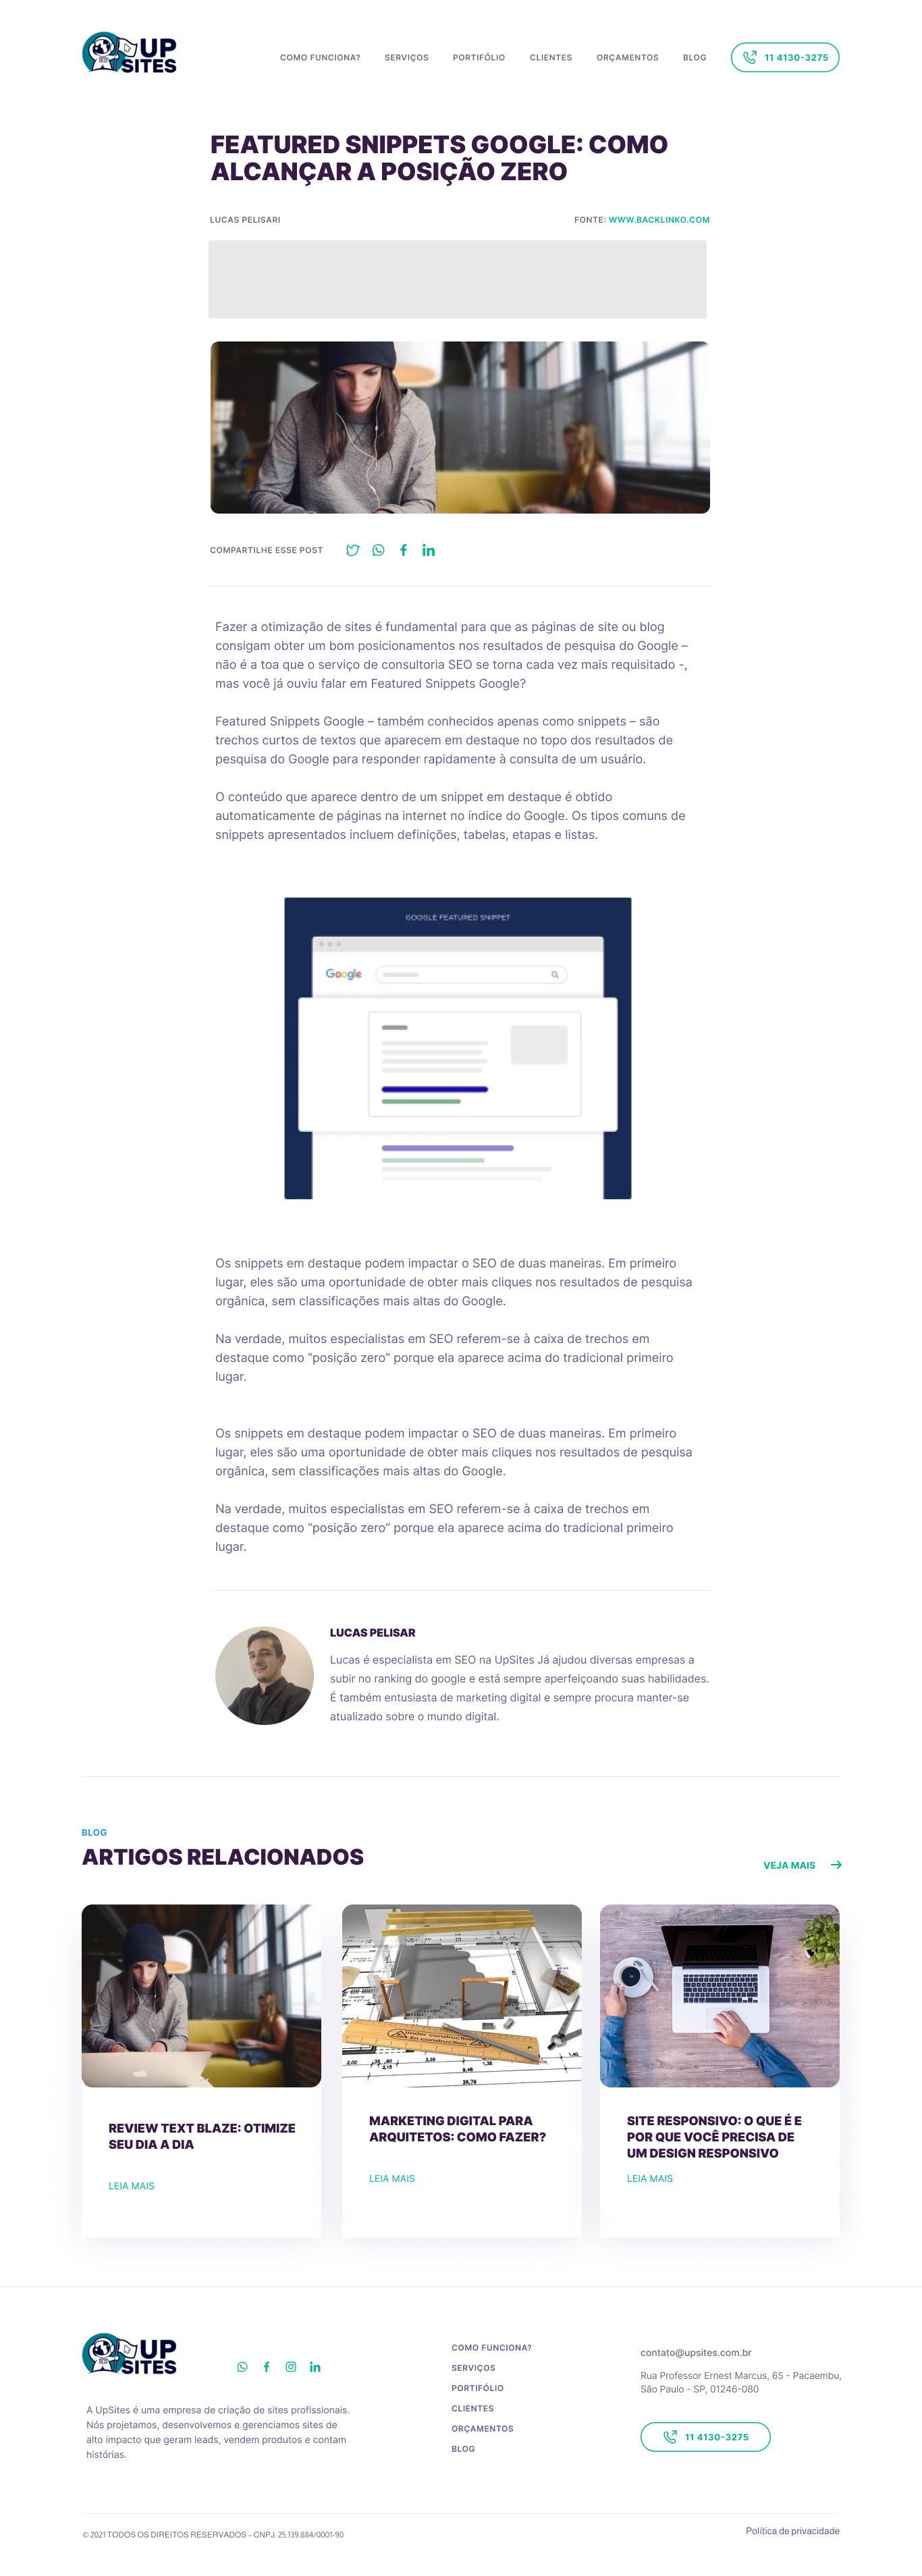 UP
SITES
COMO FUNCIONA?
SERVIÇOS
PORTIFÓLIO
CLIENTES
ORÇAMENTOS
BLOG
11 4130-3275
FEATURED SNIPPETS GOOGLE: COMO
ALCANÇAR A POSIÇÃO ZERO
LUCAS PELISARI
FONTE: WWW.BACKLINKO.COM
COMPARTILHE ESSE POST
Fazer a otimização de sites é fundamental para que as páginas de site ou blog
consigam obter um bom posicionamentos nos resultados de pesquisa do Google –
não é a toa que o serviço de consultoria SEO se torna cada vez mais requisitado -,
mas você já ouviu falar em Featured Snippets Google?
Featured Snippets Google – também conhecidos apenas como snippets – são
trechos curtos de textos que aparecem em destaque no topo dos resultados de
pesquisa do Google para responder rapidamente à consulta de um usuário.
O conteúdo que aparece dentro de um snippet em destaque é obtido
automaticamente de páginas na internet no índice do Google. Os tipos comuns de
snippets apresentados incluem definições, tabelas, etapas e listas.
GOOGLE FEATURED SNIPPET
Google
Os snippets em destaque podem impactar o SEO de duas maneiras. Em primeiro
lugar, eles são uma oportunidade de obter mais cliques nos resultados de pesquisa
orgânica, sem classificações mais altas do Google.
Na verdade, muitos especialistas em SEO referem-se à caixa de trechos em
destaque como “posição zero” porque ela aparece acima do tradicional primeiro
lugar.
Os snippets em destaque podem impactar o SEO de duas maneiras. Em primeiro
lugar, eles são uma oportunidade de obter mais cliques nos resultados de pesquisa
orgânica, sem classificações mais altas do Google.
Na verdade, muitos especialistas em SEO referem-se à caixa de trechos em
destaque como “posição zero” porque ela aparece acima do tradicional primeiro
lugar.
LUCAS PELISAR
Lucas é especialista em SEO na UpSites Já ajudou diversas empresas a
subir no ranking do google e está sempre aperfeiçoando suas habilidades.
É também entusiasta de marketing digital e sempre procura manter-se
atualizado sobre o mundo digital.
BLOG
ARTIGOS RELACIONADOS
VEJA MAIS
Under construction
En construction
2,00
2,15
3,29
1,35
9,48
1,40
26,79
REVIEW TEXT BLAZE: OTIMIZE
SEU DIA A DIA
LEIA MAIS
MARKETING DIGITAL PARA
ARQUITETOS: COMO FAZER?
LEIA MAIS
SITE RESPONSIVO: O QUE É E
POR QUE VOCÊ PRECISA DE
UM DESIGN RESPONSIVO
LEIA MAIS
UP
SITES
A UpSites é uma empresa de criação de sites profissionais.
Nós projetamos, desenvolvemos e gerenciamos sites de
alto impacto que geram leads, vendem produtos e contam
histórias.
COMO FUNCIONA?
SERVIÇOS
PORTIFÓLIO
CLIENTES
ORÇAMENTOS
BLOG
contato@upsites.com.br
Rua Professor Ernest Marcus, 65 - Pacaembu,
São Paulo - SP, 01246-080
11 4130-3275
© 2021 TODOS OS DIREITOS RESERVADOS – CNPJ: 25.139.884/0001-90
Política de privacidade